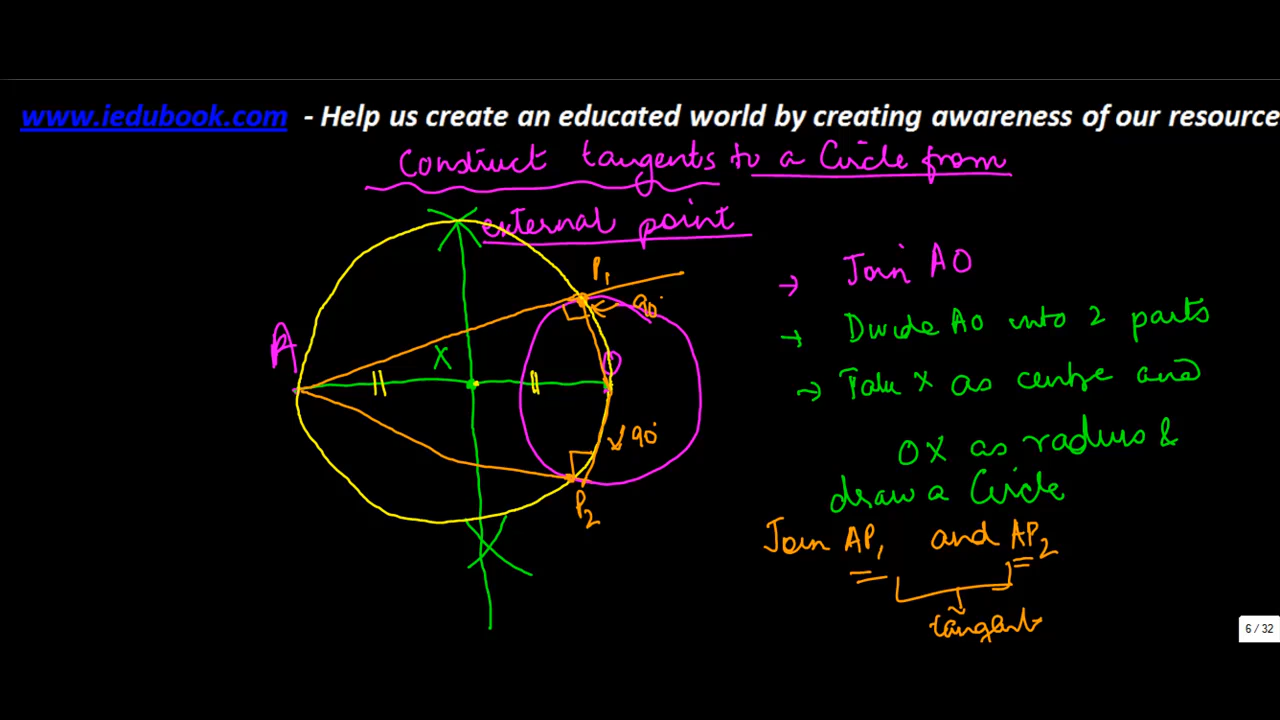 www.iedubook.com - Help us create an educated world by creating awareness of our resource
Construct tangents to a Circle from
external point
P1
90°
A
X
O
90°
P2
→ Join AO
→ Divide AO into 2 parts
→ Take X as centre and
OX as radius &
draw a Circle
Join AP1 and AP2
tangent
6 / 32